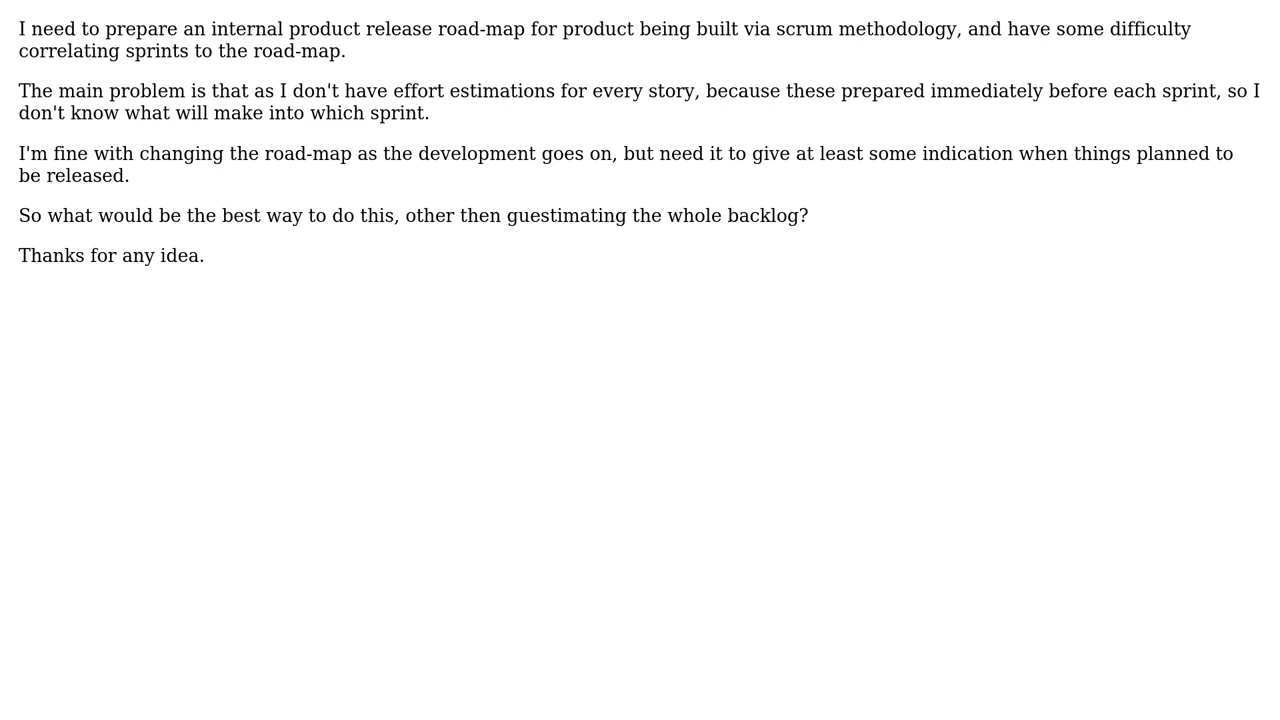 I need to prepare an internal product release road-map for product being built via scrum methodology, and have some difficulty
correlating sprints to the road-map.
The main problem is that as I don't have effort estimations for every story, because these prepared immediately before each sprint, so I
don't know what will make into which sprint.
I'm fine with changing the road-map as the development goes on, but need it to give at least some indication when things planned to
be released.
So what would be the best way to do this, other then guestimating the whole backlog?
Thanks for any idea.